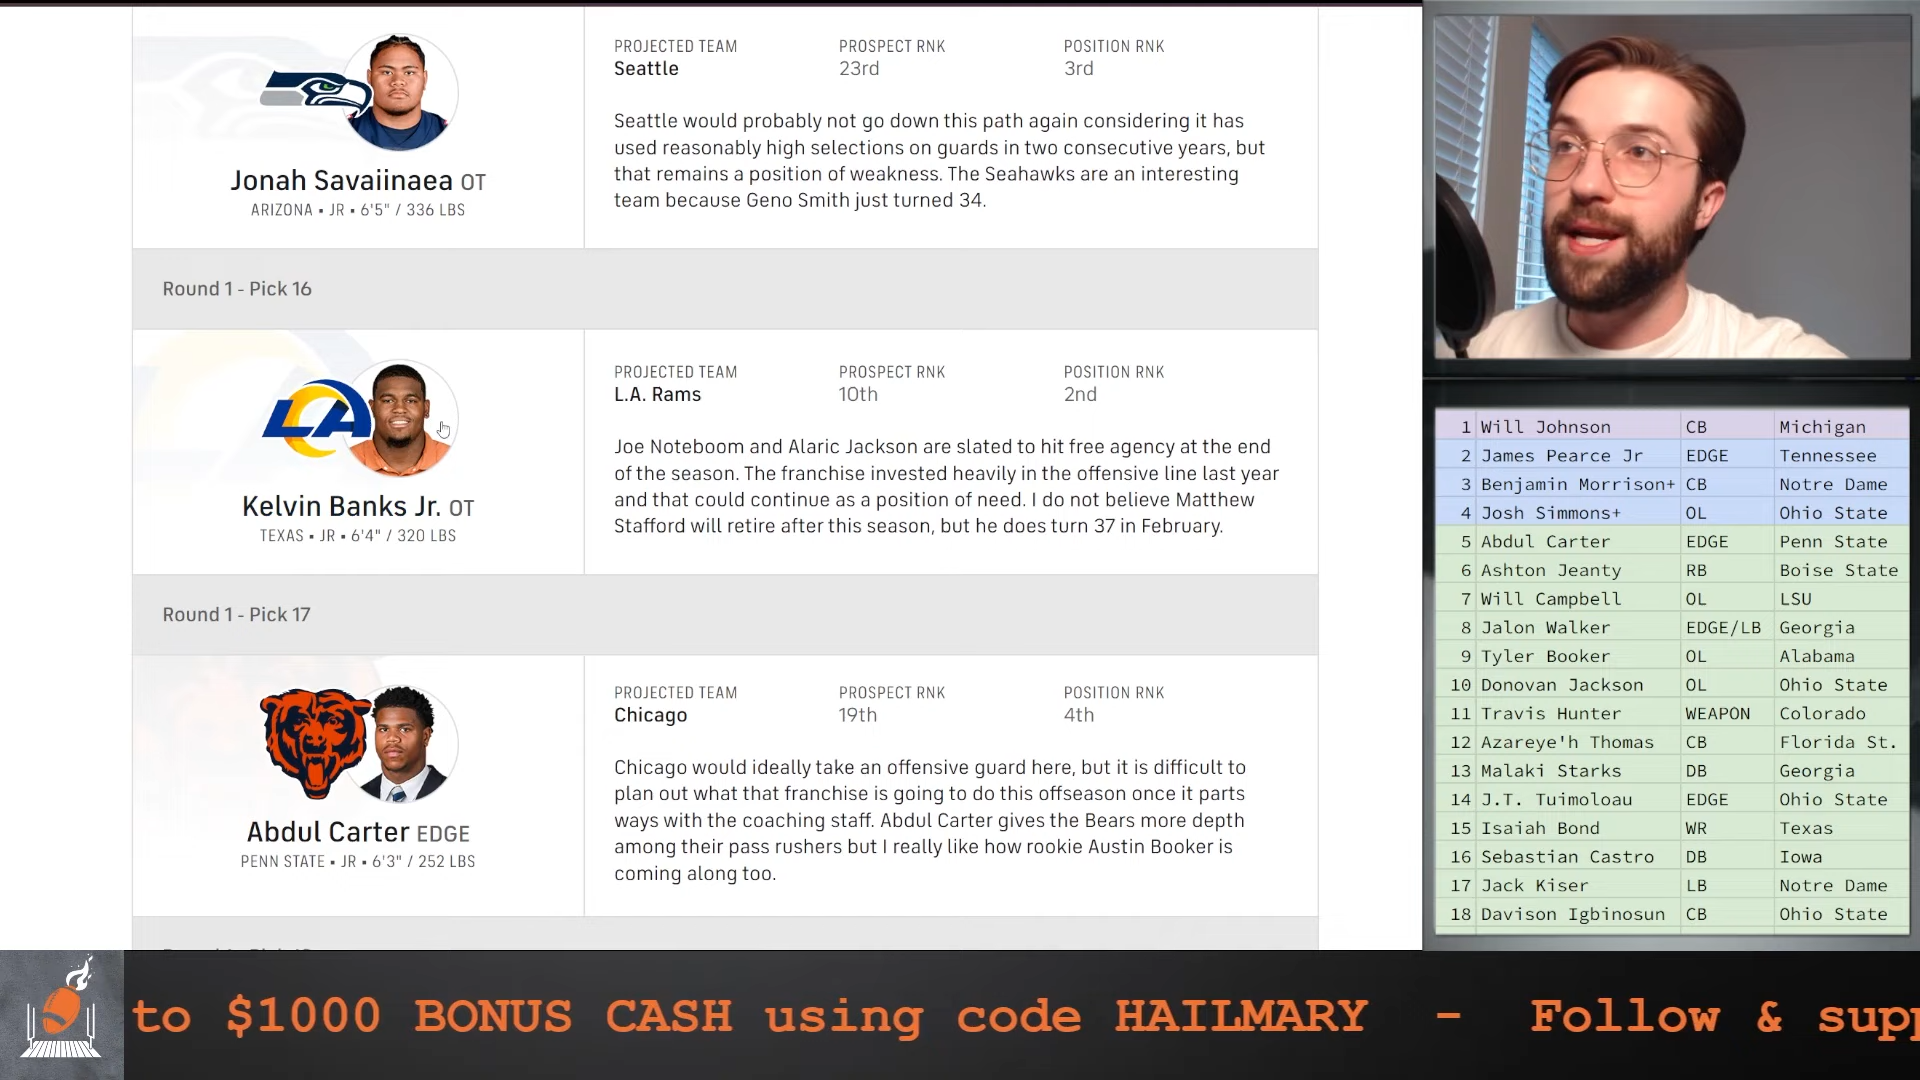 PROJECTED TEAM PROSPECT RNK POSITION RNK
Seattle 23rd 3rd
Seattle would probably not go down this path again considering it has
used reasonably high selections on guards in two consecutive years, but
that remains a position of weakness. The Seahawks are an interesting
team because Geno Smith just turned 34.
Jonah Savaiinaea OT
ARIZONA • JR • 6'5" / 336 LBS
Round 1 - Pick 16
PROJECTED TEAM PROSPECT RNK POSITION RNK
L.A. Rams 10th 2nd
Joe Noteboom and Alaric Jackson are slated to hit free agency at the end
of the season. The franchise invested heavily in the offensive line last year
and that could continue as a position of need. I do not believe Matthew
Stafford will retire after this season, but he does turn 37 in February.
LA
Kelvin Banks Jr. OT
TEXAS • JR • 6'4" / 320 LBS
Round 1 - Pick 17
PROJECTED TEAM PROSPECT RNK POSITION RNK
Chicago 19th 4th
Chicago would ideally take an offensive guard here, but it is difficult to
plan out what that franchise is going to do this offseason once it parts
ways with the coaching staff. Abdul Carter gives the Bears more depth
among their pass rushers but I really like how rookie Austin Booker is
coming along too.
Abdul Carter EDGE
PENN STATE • JR • 6'3" / 252 LBS
1 Will Johnson CB Michigan
2 James Pearce Jr EDGE Tennessee
3 Benjamin Morrison+ CB Notre Dame
4 Josh Simmons+ OL Ohio State
5 Abdul Carter EDGE Penn State
6 Ashton Jeanty RB Boise State
7 Will Campbell OL LSU
8 Jalon Walker EDGE/LB Georgia
9 Tyler Booker OL Alabama
10 Donovan Jackson OL Ohio State
11 Travis Hunter WEAPON Colorado
12 Azareye'h Thomas CB Florida St.
13 Malaki Starks DB Georgia
14 J.T. Tuimoloau EDGE Ohio State
15 Isaiah Bond WR Texas
16 Sebastian Castro DB Iowa
17 Jack Kiser LB Notre Dame
18 Davison Igbinosun CB Ohio State
to $1000 BONUS CASH using code HAILMARY - Follow & supp